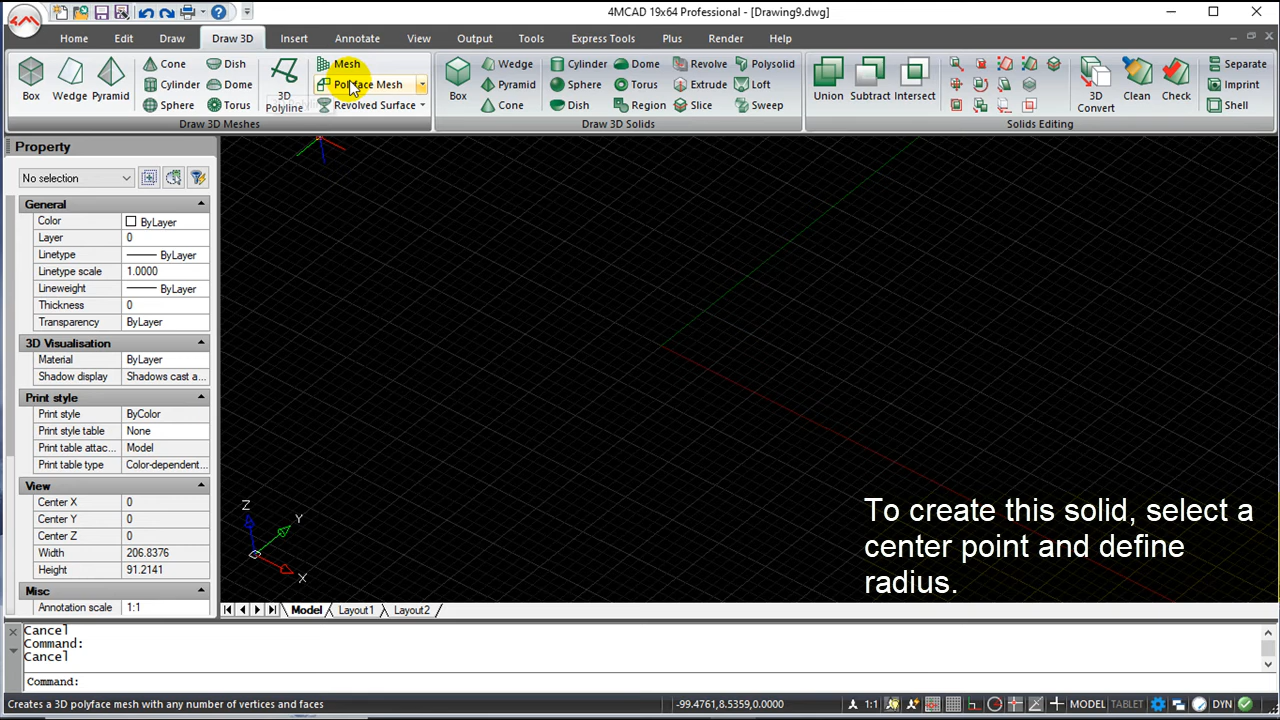 4MCAD 19x64 Professional - [Drawing9.dwg]
Home Edit Draw Draw 3D Insert Annotate View Output Tools Express Tools Plus Render Help
Box Wedge Pyramid
Cone Dish
Cylinder Dome
Sphere Torus
3D Polyline
Mesh
Polyface Mesh
Revolved Surface
Draw 3D Meshes
Box
Wedge Cylinder Dome Revolve Polysolid
Pyramid Sphere Torus Extrude Loft
Cone Dish Region Slice Sweep
Draw 3D Solids
Union Subtract Intersect Clean Check
3D Convert
Separate
Imprint
Shell
Solids Editing
Property
No selection
General
Color ByLayer
Layer 0
Linetype ByLayer
Linetype scale 1.0000
Lineweight ByLayer
Thickness 0
Transparency ByLayer
3D Visualisation
Material ByLayer
Shadow display Shadows cast a...
Print style
Print style ByColor
Print style table None
Print table attac... Model
Print table type Color-dependent...
View
Center X 0
Center Y 0
Center Z 0
Width 206.8376
Height 91.2141
Misc
Annotation scale 1:1
Z
Y
X
To create this solid, select a
center point and define
radius.
Model Layout1 Layout2
Cancel
Command:
Cancel
Command:
Creates a 3D polyface mesh with any number of vertices and faces -99.4761,8.5359,0.0000 1:1 MODEL TABLET DYN